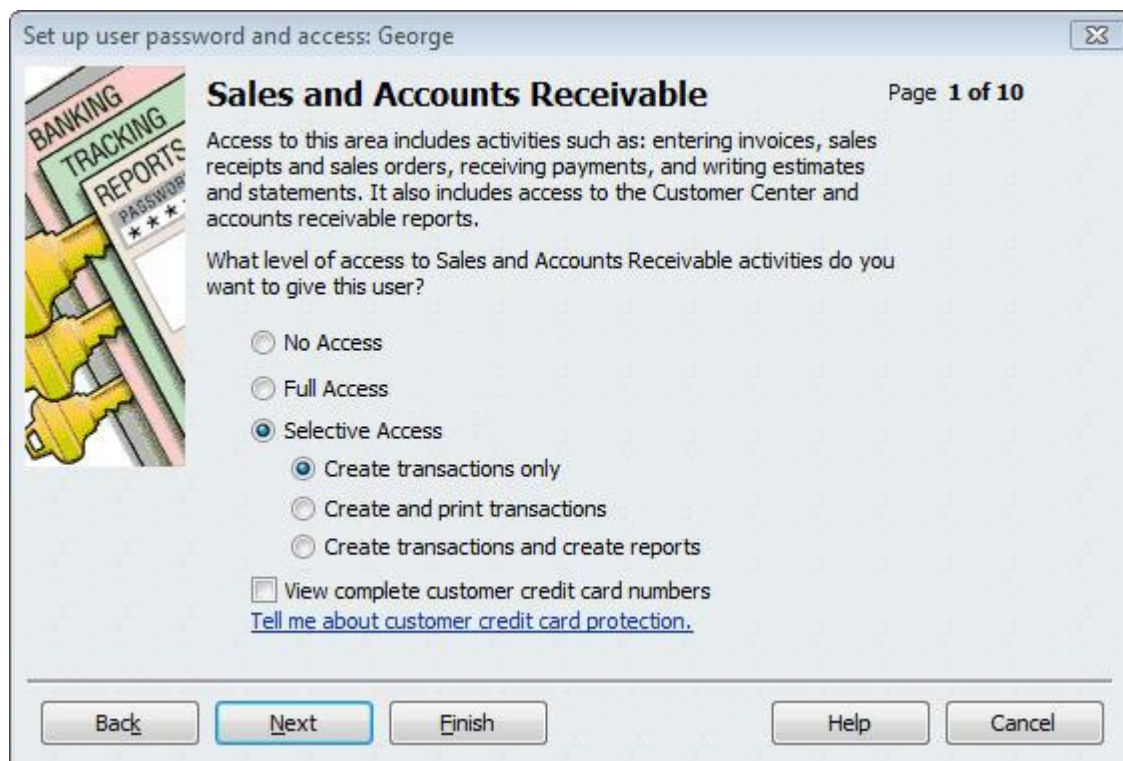 Set up user password and access: George
BANKING
TRACKING
REPORTS
PASSWORD
* * * *
Sales and Accounts Receivable
Page 1 of 10
Access to this area includes activities such as: entering invoices, sales
receipts and sales orders, receiving payments, and writing estimates
and statements. It also includes access to the Customer Center and
accounts receivable reports.
What level of access to Sales and Accounts Receivable activities do you
want to give this user?
No Access
Full Access
Selective Access
Create transactions only
Create and print transactions
Create transactions and create reports
View complete customer credit card numbers
Tell me about customer credit card protection.
Back
Next
Finish
Help
Cancel